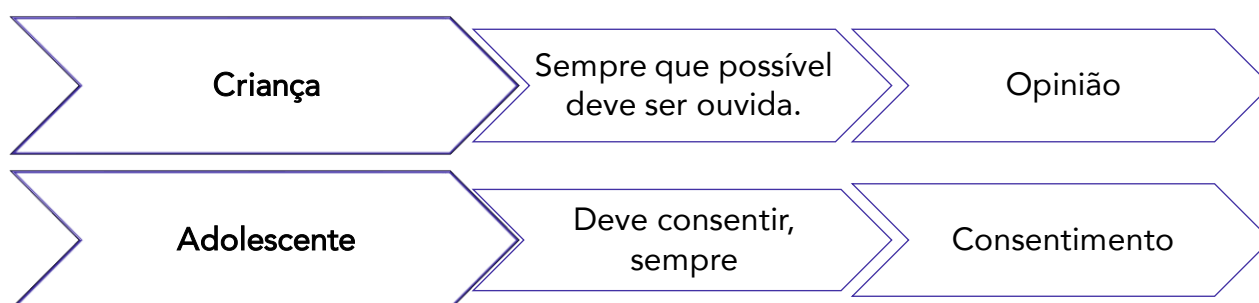 Criança
Sempre que possível
deve ser ouvida.
Opinião
Adolescente
Deve consentir,
sempre
Consentimento